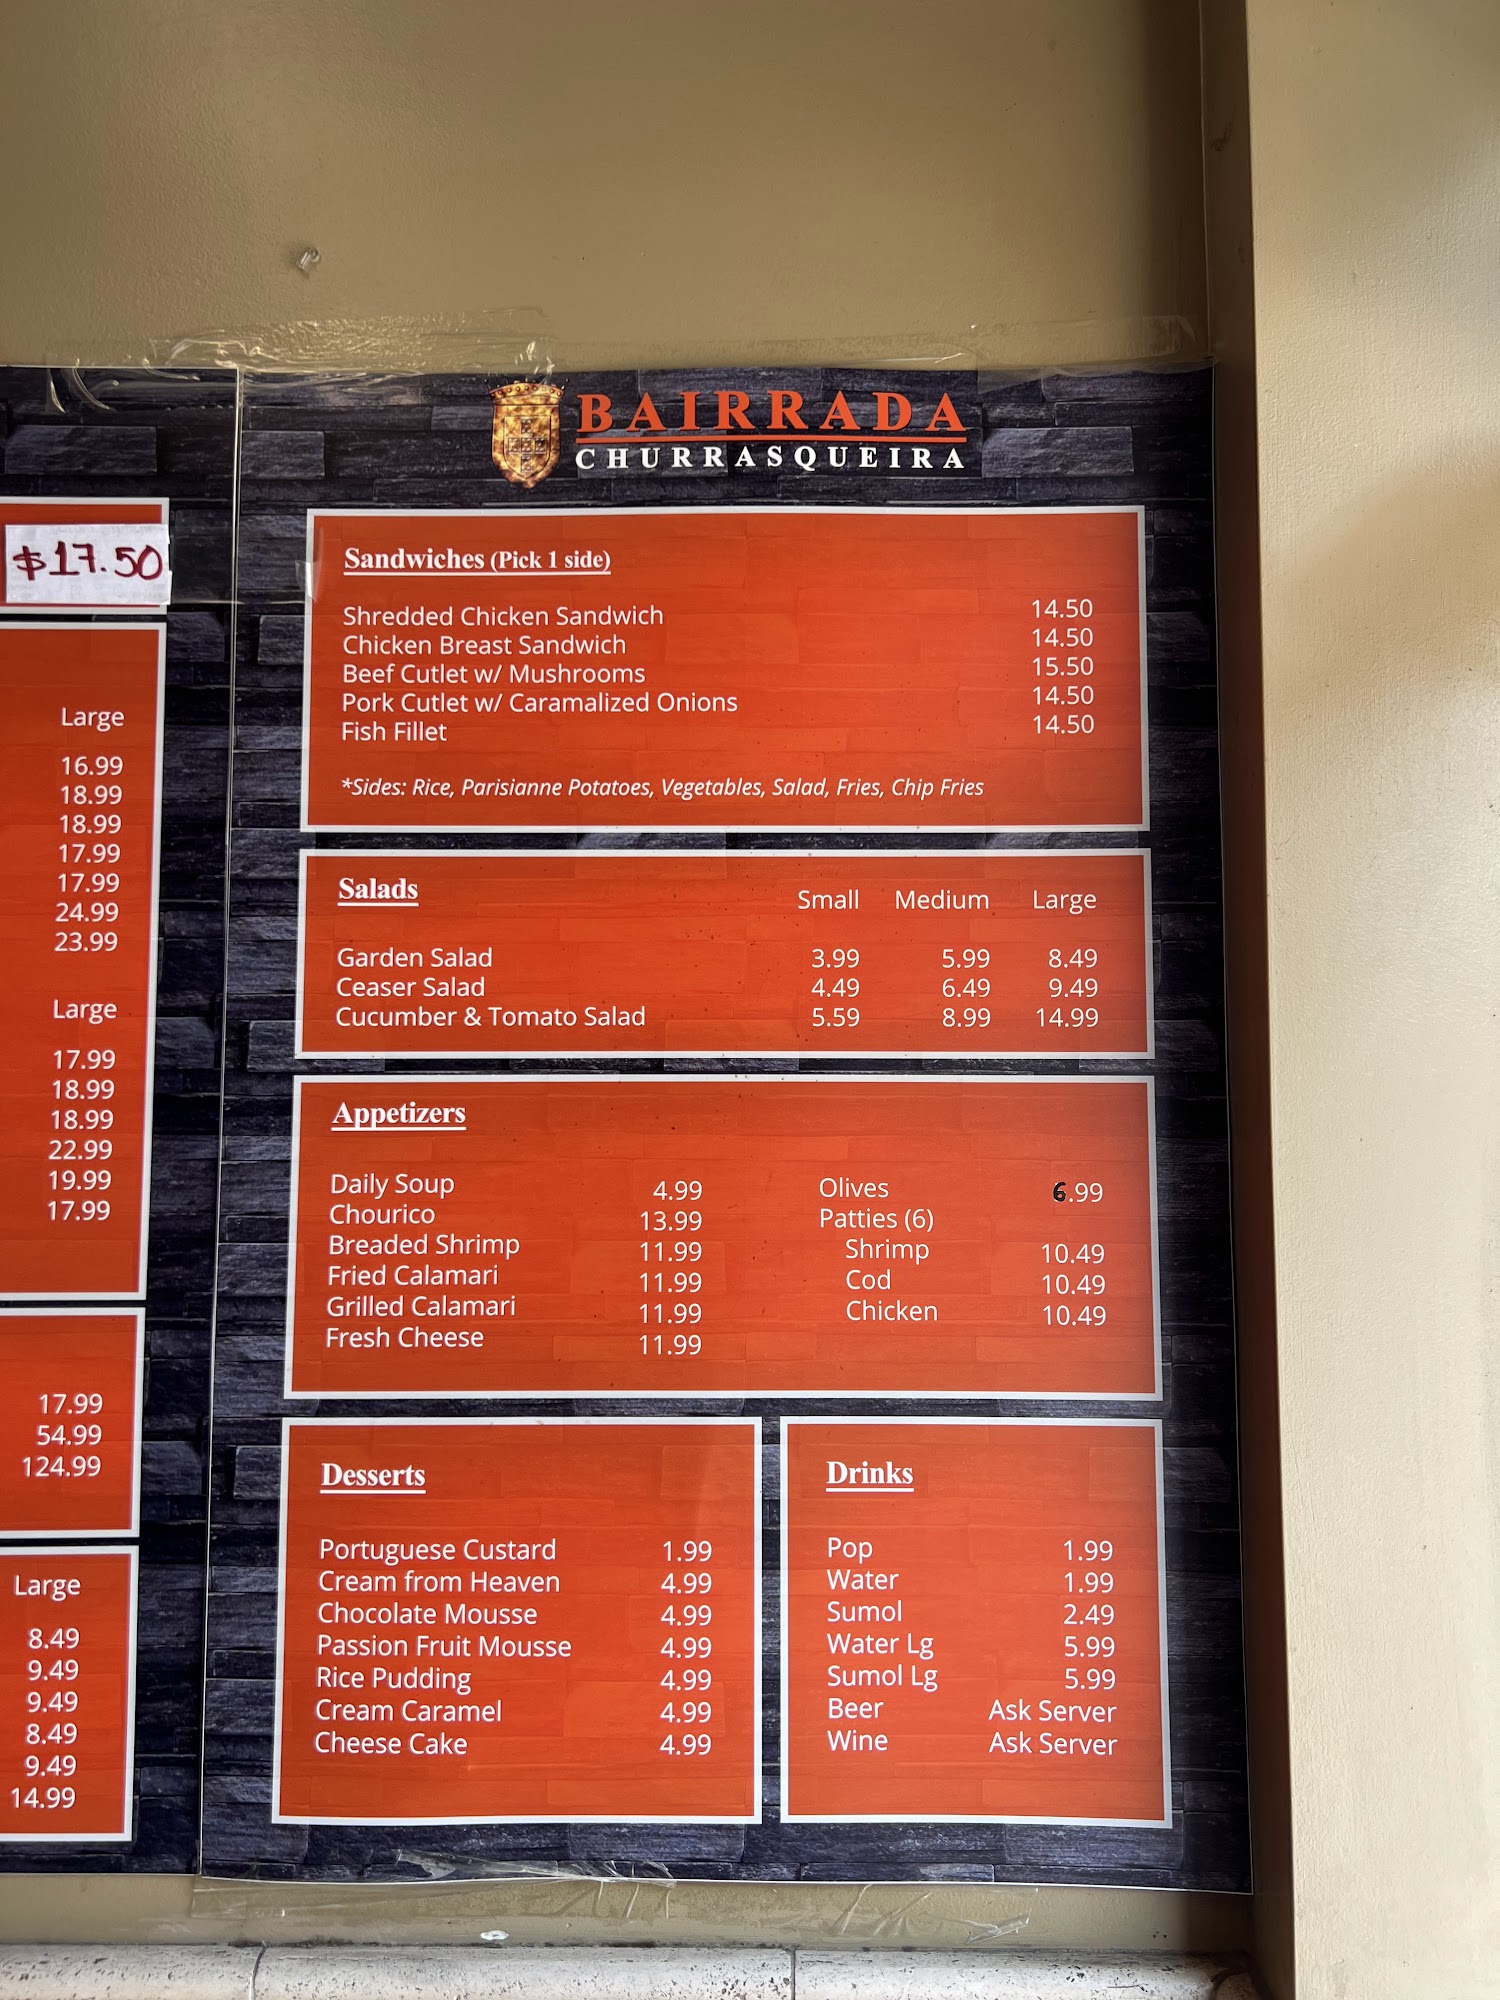 $17.50
Large
16.99
18.99
18.99
17.99
17.99
24.99
23.99
Large
17.99
18.99
18.99
22.99
19.99
17.99
17.99
54.99
124.99
Large
8.49
9.49
9.49
8.49
9.49
14.99
BAIRRADA
CHURRASQUEIRA
Sandwiches (Pick 1 side)
Shredded Chicken Sandwich 14.50
Chicken Breast Sandwich 14.50
Beef Cutlet w/ Mushrooms 15.50
Pork Cutlet w/ Caramalized Onions 14.50
Fish Fillet 14.50
*Sides: Rice, Parisianne Potatoes, Vegetables, Salad, Fries, Chip Fries
Salads Small Medium Large
Garden Salad 3.99 5.99 8.49
Ceaser Salad 4.49 6.49 9.49
Cucumber & Tomato Salad 5.59 8.99 14.99
Appetizers
Daily Soup 4.99
Chourico 13.99
Breaded Shrimp 11.99
Fried Calamari 11.99
Grilled Calamari 11.99
Fresh Cheese 11.99
Olives 6.99
Patties (6)
Shrimp 10.49
Cod 10.49
Chicken 10.49
Desserts
Portuguese Custard 1.99
Cream from Heaven 4.99
Chocolate Mousse 4.99
Passion Fruit Mousse 4.99
Rice Pudding 4.99
Cream Caramel 4.99
Cheese Cake 4.99
Drinks
Pop 1.99
Water 1.99
Sumol 2.49
Water Lg 5.99
Sumol Lg 5.99
Beer Ask Server
Wine Ask Server